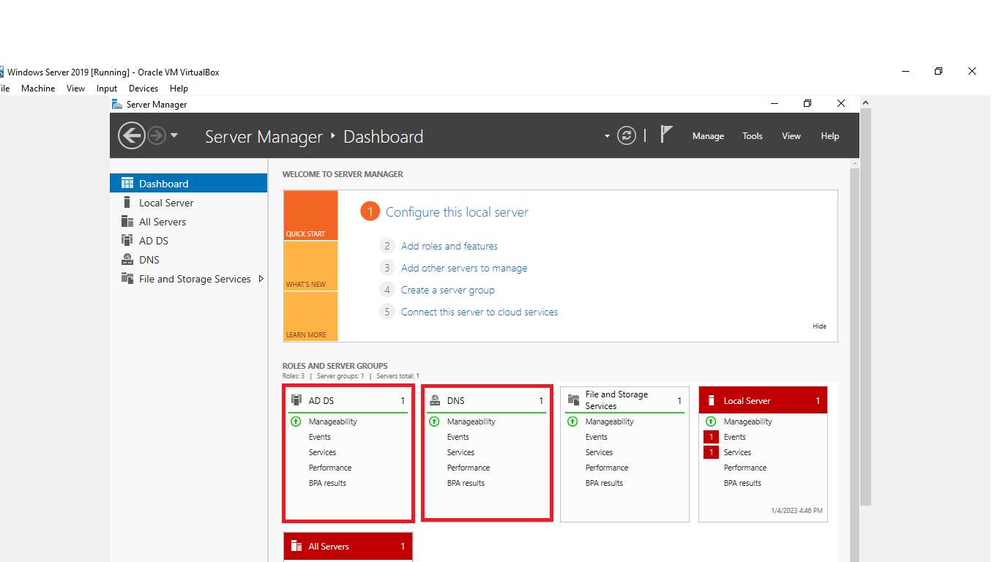 Windows Server 2019 [Running] - Oracle VM VirtualBox
ile Machine View Input Devices Help
Server Manager
Server Manager Dashboard
Manage Tools View Help
Dashboard
Local Server
All Servers
AD DS
DNS
File and Storage Services
WELCOME TO SERVER MANAGER
QUICK START
WHAT'S NEW
LEARN MORE
1 Configure this local server
2 Add roles and features
3 Add other servers to manage
4 Create a server group
5 Connect this server to cloud services
Hide
ROLES AND SERVER GROUPS
Roles: 3 | Server groups: 1 | Servers total: 1
AD DS 1
Manageability
Events
Services
Performance
BPA results
DNS 1
Manageability
Events
Services
Performance
BPA results
File and Storage
Services 1
Manageability
Events
Services
Performance
BPA results
Local Server 1
Manageability
1 Events
1 Services
Performance
BPA results
1/4/2023 4:46 PM
All Servers 1